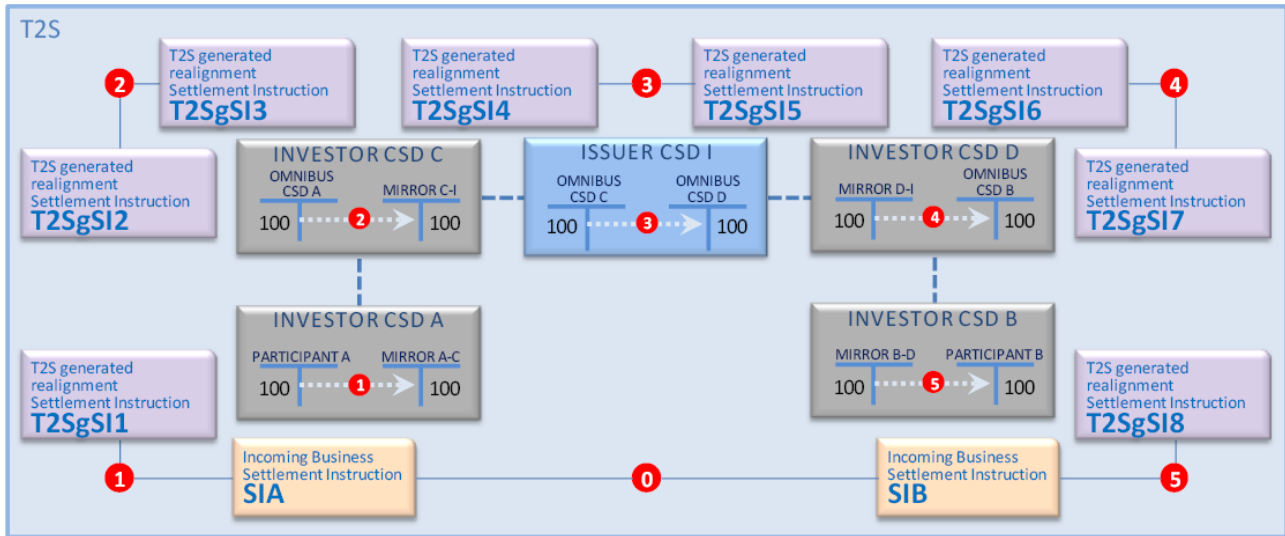 T2S
T2S generated
realignment
Settlement Instruction
T2SgSI3
T2S generated
realignment
Settlement Instruction
T2SgSI4
T2S generated
realignment
Settlement Instruction
T2SgSI5
T2S generated
realignment
Settlement Instruction
T2SgSI6
2
3
4
T2S generated
realignment
Settlement Instruction
T2SgSI2
INVESTOR CSD C
OMNIBUS
CSD A
MIRROR C-I
100
2
100
ISSUER CSD I
OMNIBUS
CSD C
OMNIBUS
CSD D
100
3
100
INVESTOR CSD D
MIRROR D-I
OMNIBUS
CSD B
100
4
100
T2S generated
realignment
Settlement Instruction
T2SgSI7
INVESTOR CSD A
PARTICIPANT A
MIRROR A-C
100
1
100
INVESTOR CSD B
MIRROR B-D
PARTICIPANT B
100
5
100
T2S generated
realignment
Settlement Instruction
T2SgSI1
T2S generated
realignment
Settlement Instruction
T2SgSI8
1
Incoming Business
Settlement Instruction
SIA
0
Incoming Business
Settlement Instruction
SIB
5